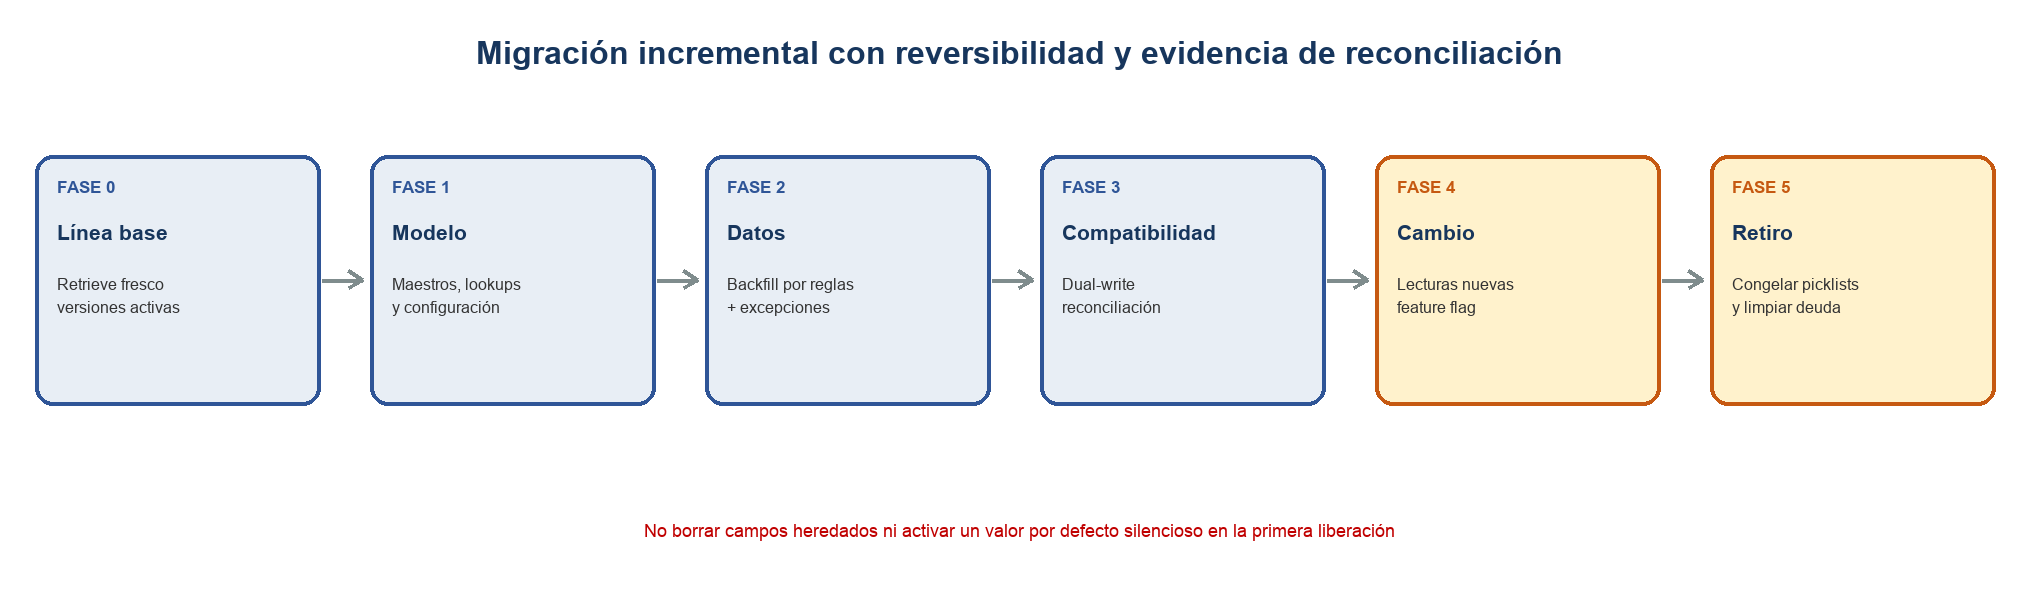 Migración incremental con reversibilidad y evidencia de reconciliación
FASE 0
Línea base
Retrieve fresco
versiones activas
FASE 1
Modelo
Maestros, lookups
y configuración
FASE 2
Datos
Backfill por reglas
+ excepciones
FASE 3
Compatibilidad
Dual-write
reconciliación
FASE 4
Cambio
Lecturas nuevas
feature flag
FASE 5
Retiro
Congelar picklists
y limpiar deuda
No borrar campos heredados ni activar un valor por defecto silencioso en la primera liberación